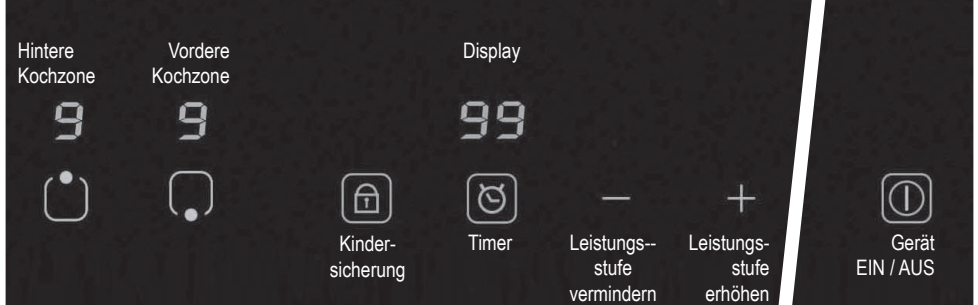 Hintere
Kochzone
Vordere
Kochzone
Display
9
9
99
Kinder-
sicherung
Timer
Leistungs--
stufe
vermindern
Leistungs-
stufe
erhöhen
Gerät
EIN / AUS